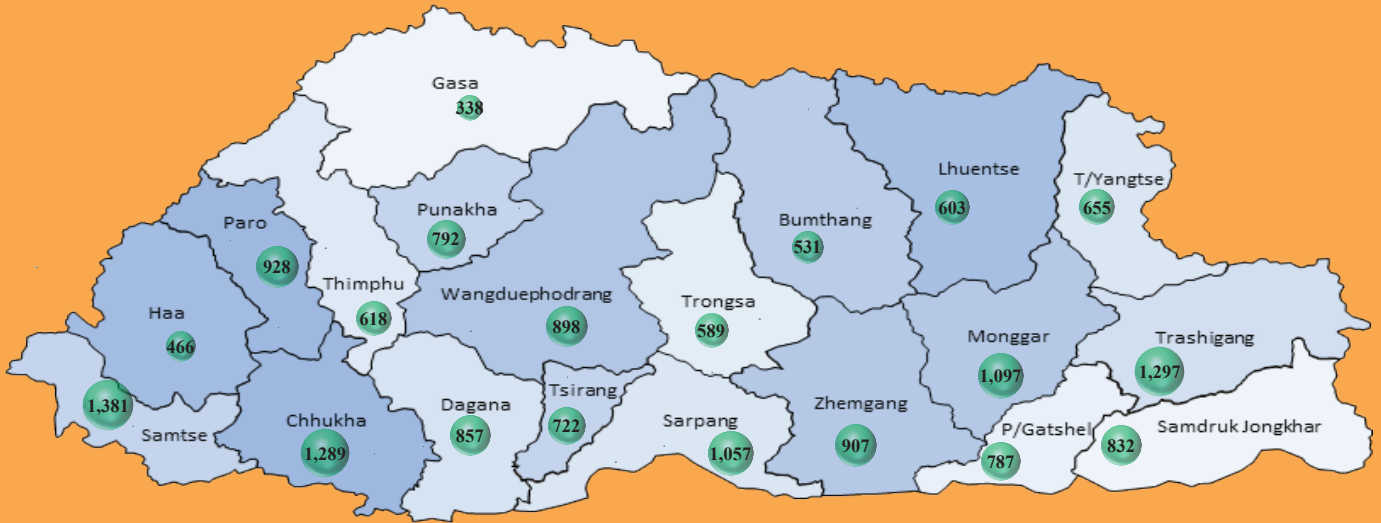 Gasa
338
Lhuentse
603
T/Yangtse
655
Punakha
792
Bumthang
531
Paro
928
Thimphu
618
Wangduephodrang
898
Trongsa
589
Haa
466
Monggar
1,097
Trashigang
1,297
1,381
Samtse
Chhukha
1,289
Dagana
857
Tsirang
722
Sarpang
1,057
Zhemgang
907
P/Gatshel
787
Samdruk Jongkhar
832